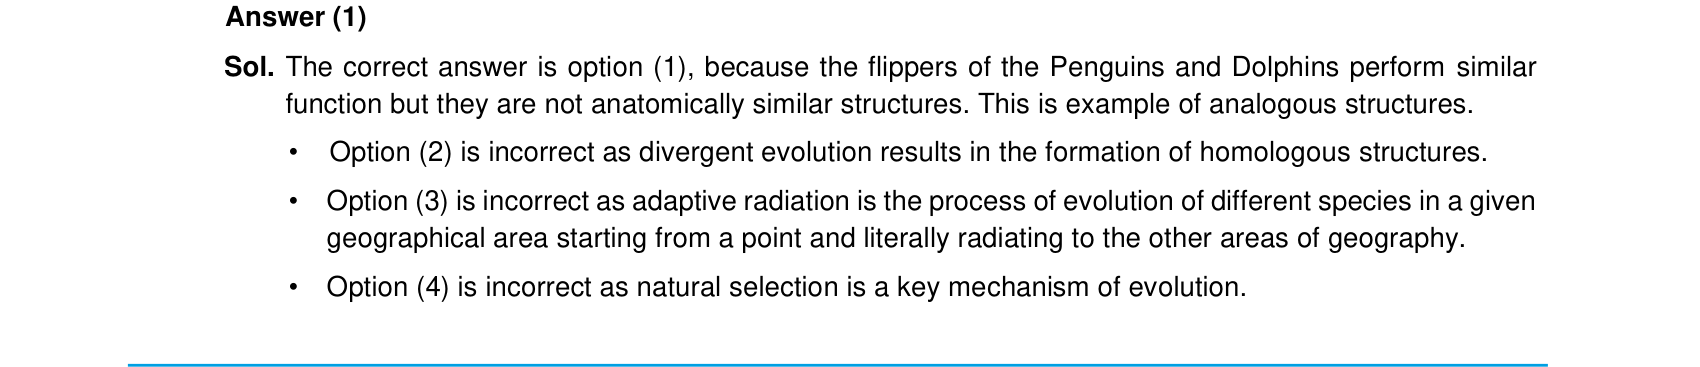 Answer (1)
Sol. The correct answer is option (1), because the flippers of the Penguins and Dolphins perform similar
function but they are not anatomically similar structures. This is example of analogous structures.
• Option (2) is incorrect as divergent evolution results in the formation of homologous structures.
• Option (3) is incorrect as adaptive radiation is the process of evolution of different species in a given
geographical area starting from a point and literally radiating to the other areas of geography.
• Option (4) is incorrect as natural selection is a key mechanism of evolution.